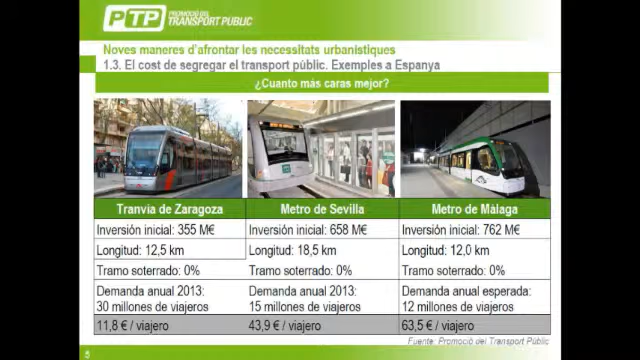 PTP PROMOCIÓ DEL
TRANSPORT PUBLIC
Noves maneres d'afrontar les necessitats urbanistiques
1.3. El cost de segregar el transport públic. Exemples a Espanya
¿Cuanto más caras mejor?
Tranvía de Zaragoza Metro de Sevilla Metro de Málaga
Inversión inicial: 355 M€ Inversión inicial: 658 M€ Inversión inicial: 762 M€
Longitud: 12,5 km Longitud: 18,5 km Longitud: 12,0 km
Tramo soterrado: 0% Tramo soterrado: 0% Tramo soterrado: 0%
Demanda anual 2013: Demanda anual 2013: Demanda anual esperada:
30 millones de viajeros 15 millones de viajeros 12 millones de viajeros
11,8 € / viajero 43,9€ / viajero 63,5 € / viajero
Fuente: Promoció del Transport Públic
5